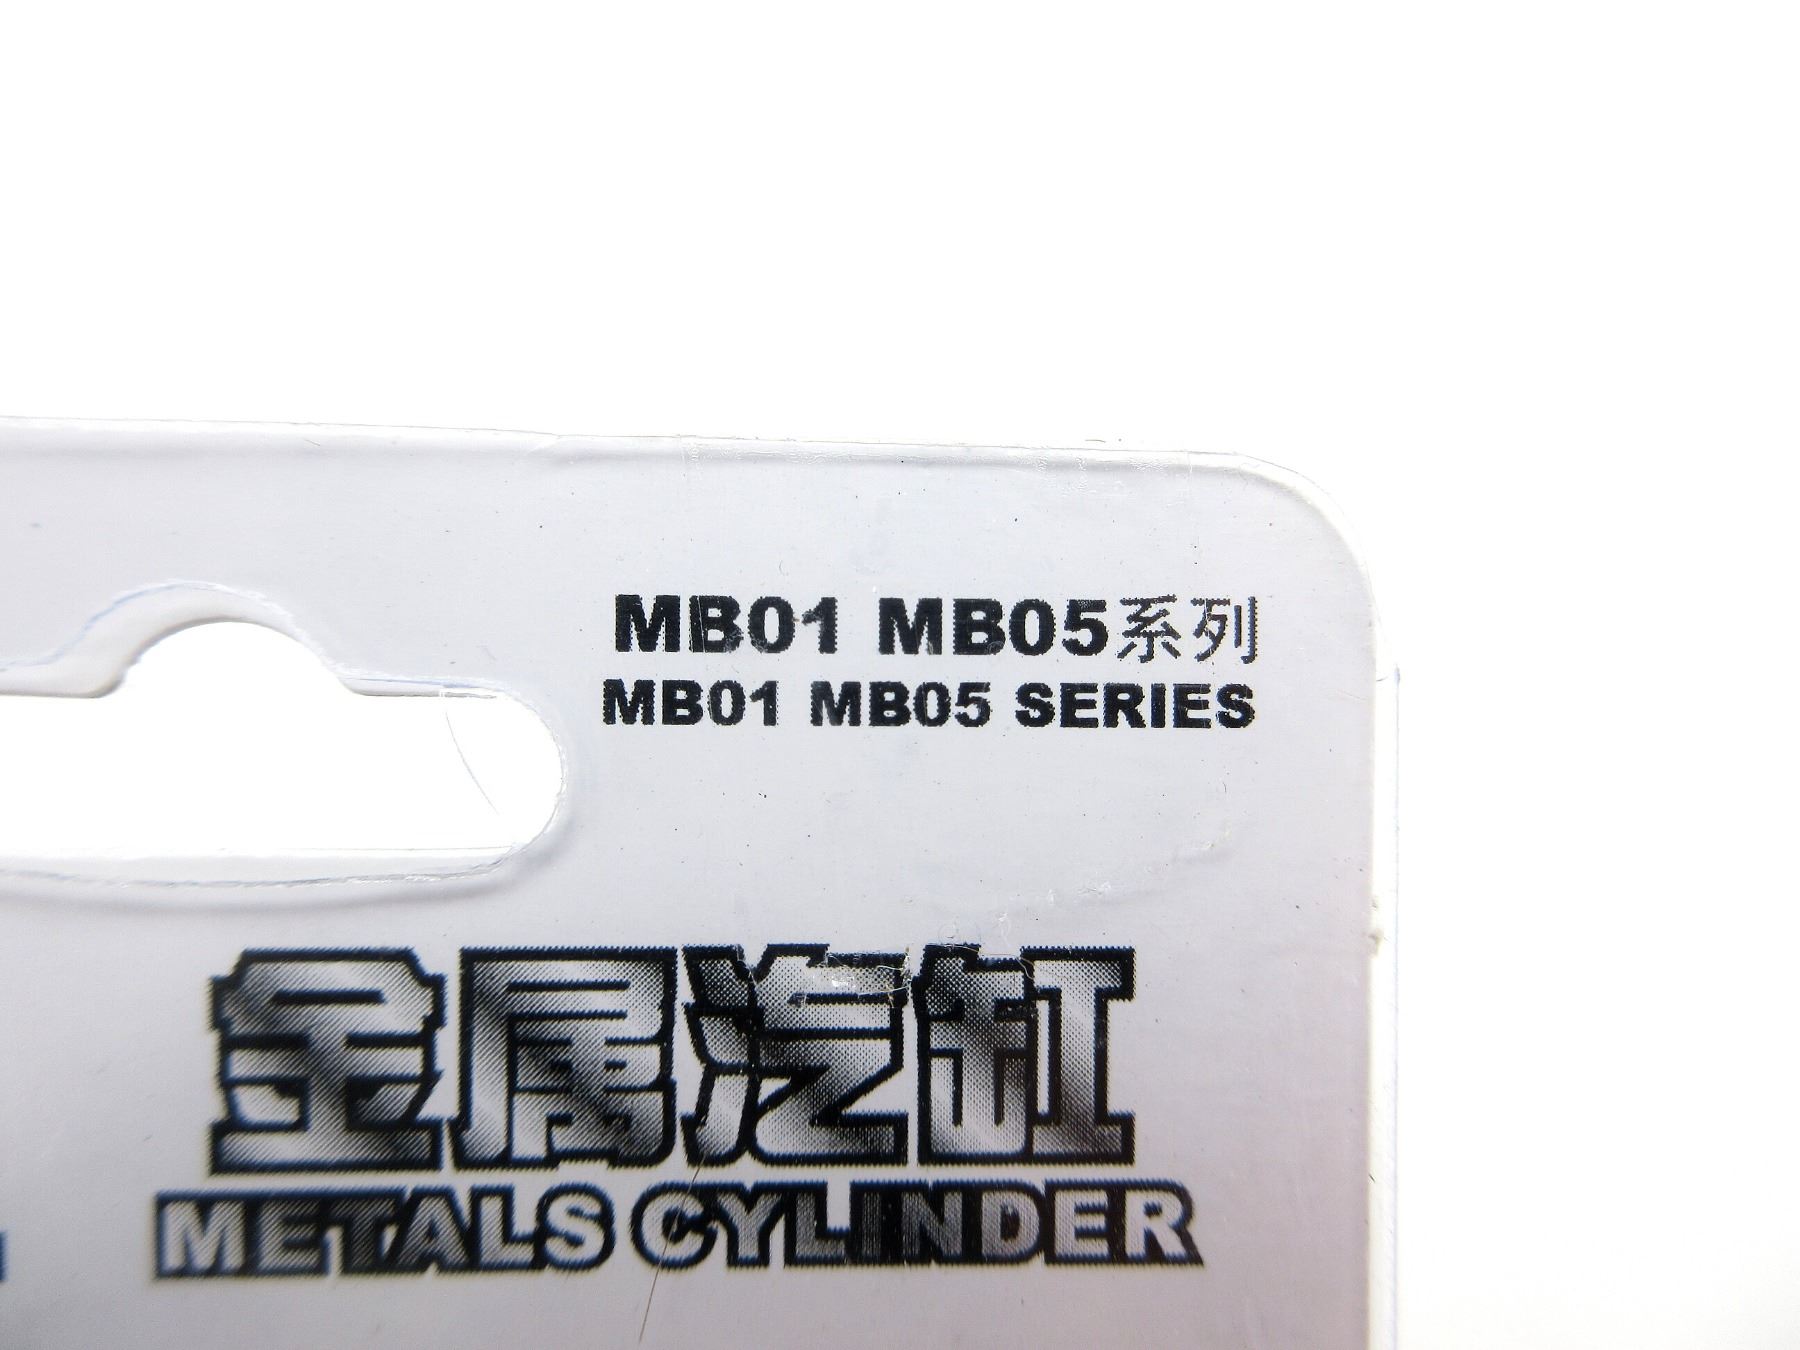 MB01 MB05系列
MB01 MB05 SERIES
金属汽缸
METALS CYLINDER